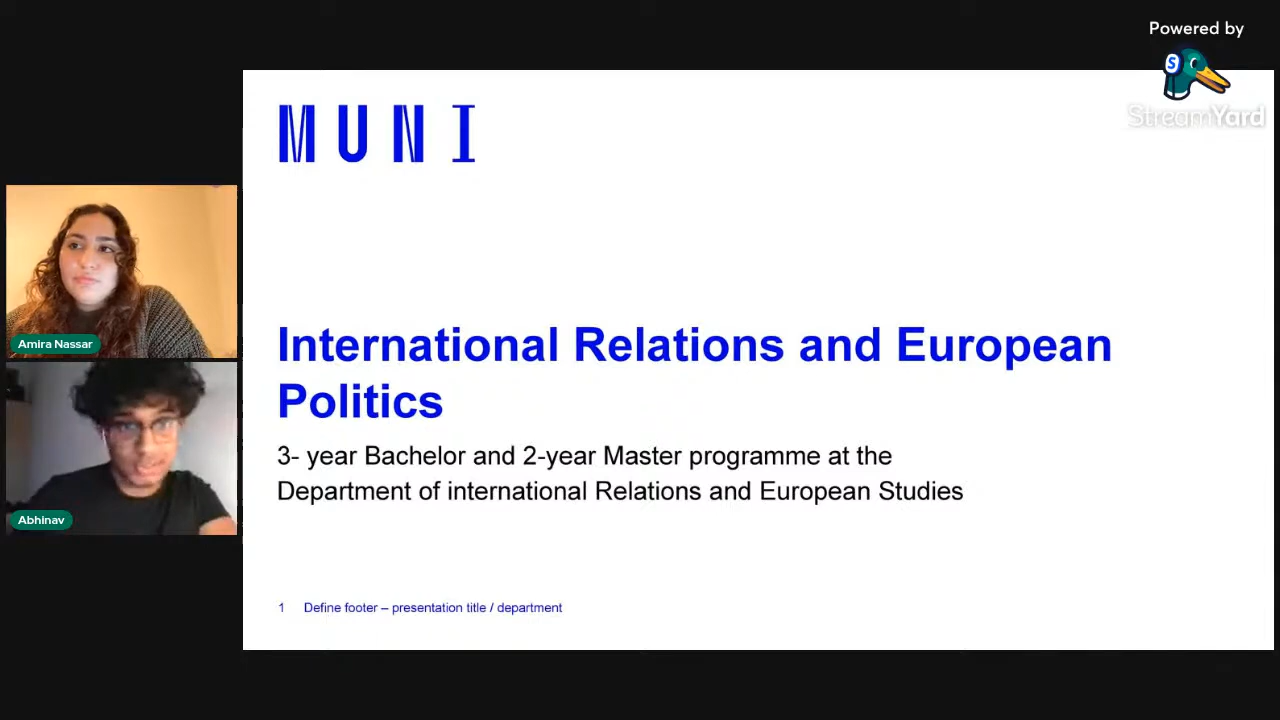 Powered by
S
StreamYard
MUNI
Amira Nassar
International Relations and European
Politics
3- year Bachelor and 2-year Master programme at the
Department of international Relations and European Studies
Abhinav
1 Define footer – presentation title / department